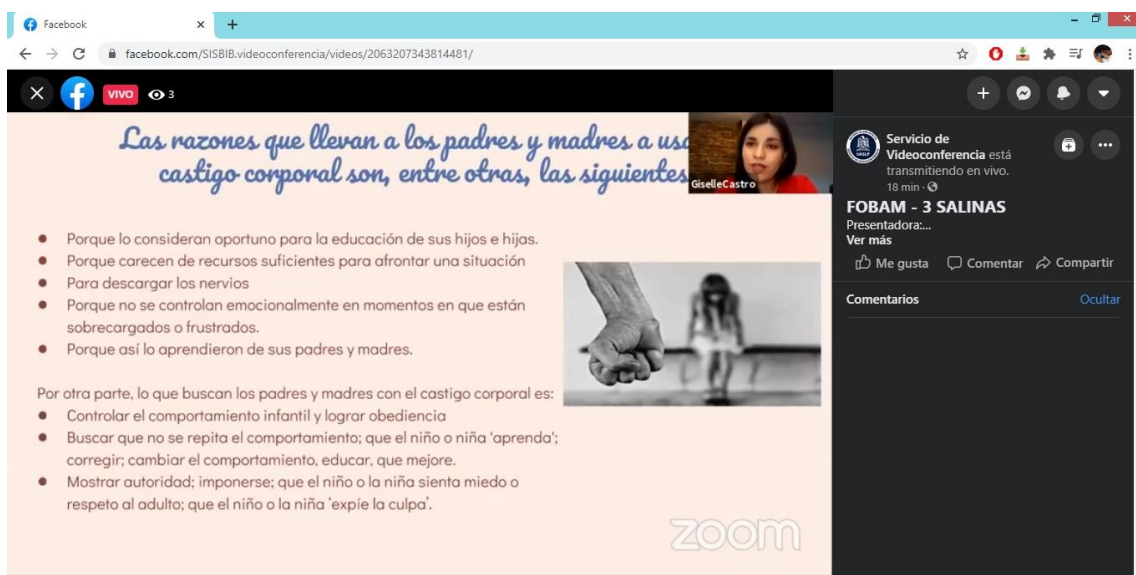 Facebook
facebook.com/SISBIB.videoconferencia/videos/2063207343814481/
VIVO 3
Las razones que llevan a los padres y madres a usa
castigo corporal son, entre otras, las siguientes
GiselleCastro
● Porque lo consideran oportuno para la educación de sus hijos e hijas.
● Porque carecen de recursos suficientes para afrontar una situación
● Para descargar los nervios
● Porque no se controlan emocionalmente en momentos en que están
sobrecargados o frustrados.
● Porque así lo aprendieron de sus padres y madres.
Por otra parte, lo que buscan los padres y madres con el castigo corporal es:
● Controlar el comportamiento infantil y lograr obediencia
● Buscar que no se repita el comportamiento; que el niño o niña 'aprenda';
corregir; cambiar el comportamiento, educar, que mejore.
● Mostrar autoridad; imponerse; que el niño o la niña sienta miedo o
respeto al adulto; que el niño o la niña 'expíe la culpa'.
zoom
Servicio de
Videoconferencia está
transmitiendo en vivo.
18 min ·
FOBAM - 3 SALINAS
Presentadora:...
Ver más
Me gusta Comentar Compartir
Comentarios Ocultar